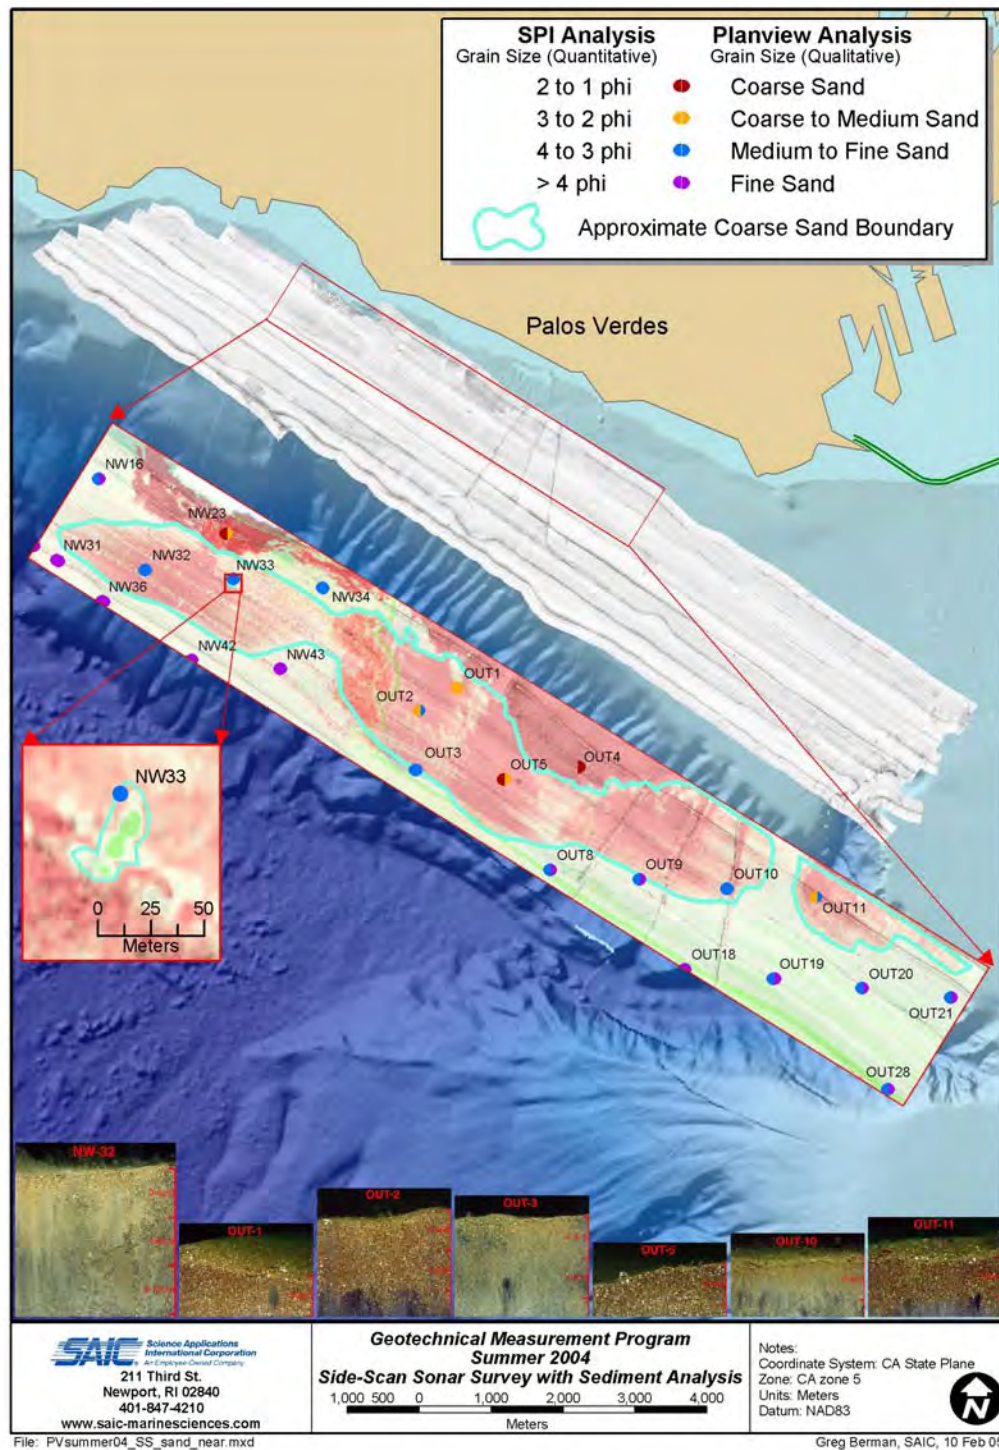 SPI Analysis Planview Analysis
Grain Size (Quantitative) Grain Size (Qualitative)
2 to 1 phi Coarse Sand
3 to 2 phi Coarse to Medium Sand
4 to 3 phi Medium to Fine Sand
> 4 phi Fine Sand
Approximate Coarse Sand Boundary
Palos Verdes
NW16
NW23
NW31
NW32
NW33
NW36
NW34
NW42
NW43
OUT1
OUT2
OUT3
OUT5
OUT4
NW33
0 25 50
Meters
OUT8
OUT9
OUT10
OUT11
OUT18
OUT19
OUT20
OUT21
OUT28
NW-32
OUT-1
OUT-2
OUT-3
OUT-5
OUT-10
OUT-11
SAIC Science Applications
International Corporation
An Employee-Owned Company
211 Third St.
Newport, RI 02840
401-847-4210
www.saic-marinesciences.com
Geotechnical Measurement Program
Summer 2004
Side-Scan Sonar Survey with Sediment Analysis
1,000 500 0 1,000 2,000 3,000 4,000
Meters
Notes:
Coordinate System: CA State Plane
Zone: CA zone 5
Units: Meters
Datum: NAD83
N
File: PVsummer04_SS_sand_near.mxd
Greg Berman, SAIC, 10 Feb 05